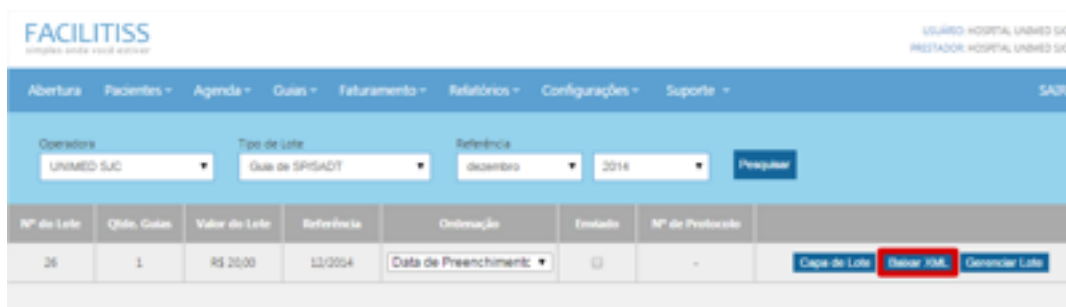 FACILITISS
simples onde você estiver
USUÁRIO: HOSPITAL UNIMED SJC
PRESTADOR: HOSPITAL UNIMED SJC
Abertura Pacientes Agenda Guias Faturamento Relatórios Configurações Suporte SAIR
Operadora Tipo de Lote Referência
UNIMED SJC Guia de SP/SADT dezembro 2014 Pesquisar
Nº do Lote Qtde. Guias Valor do Lote Referência Ordenação Enviado Nº de Protocolo
26 1 R$ 20,00 12/2014 Data de Preenchimento - Capa de Lote Baixar XML Gerenciar Lote